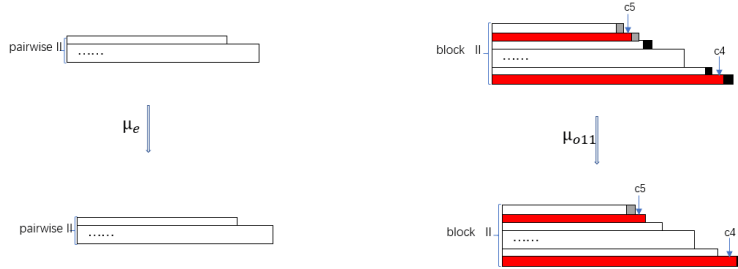 pairwise II
......
μe
pairwise II
......
c5
block II
......
c4
μo11
c5
block II
......
c4